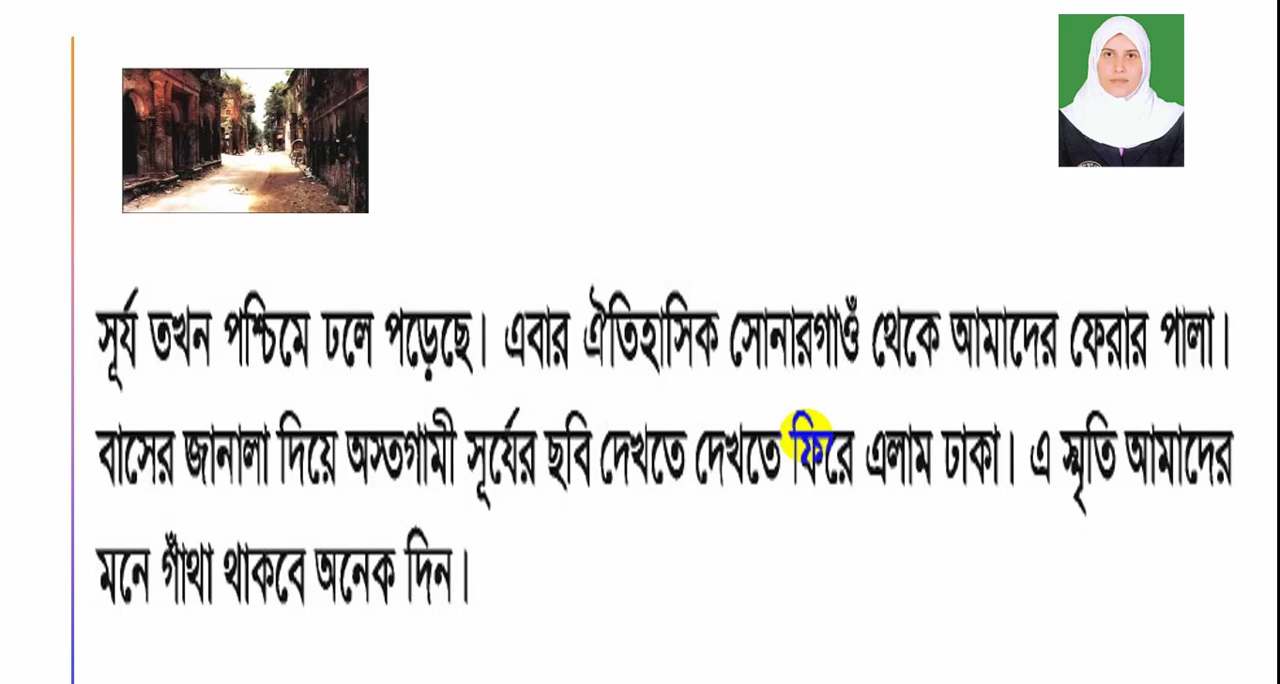 সূর্য তখন পশ্চিমে ঢলে পড়েছে। এবার ঐতিহাসিক সোনারগাওঁ থেকে আমাদের ফেরার পালা।
বাসের জানালা দিয়ে অস্তগামী সূর্যের ছবি দেখতে দেখতে ফিরে এলাম ঢাকা। এ স্মৃতি আমাদের
মনে গাঁথা থাকবে অনেক দিন।